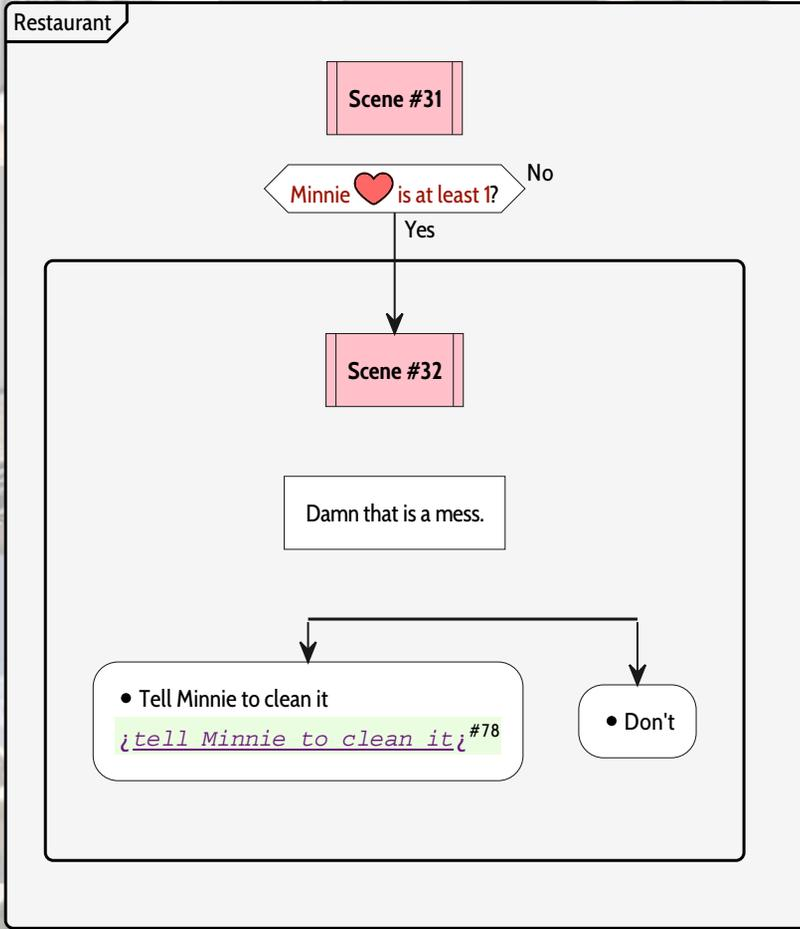 Restaurant
Scene #31
Minnie ❤ is at least 1?
No
Yes
Scene #32
Damn that is a mess.
• Tell Minnie to clean it
¿tell Minnie to clean it¿#78
• Don't